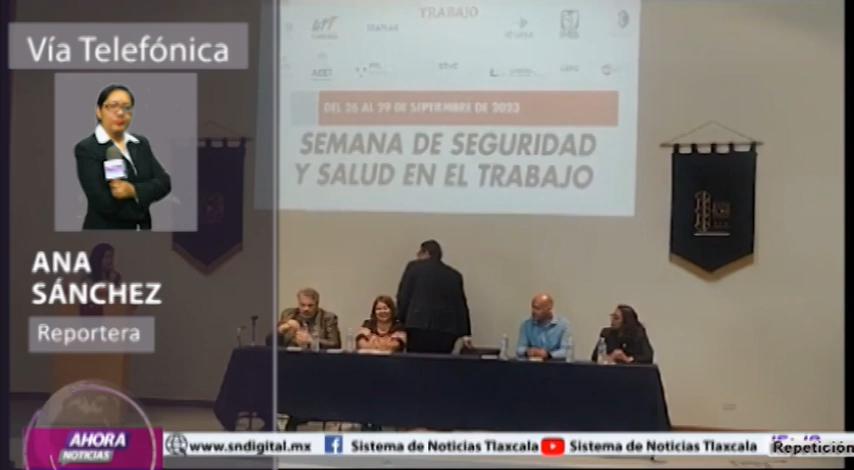 Vía Telefónica
ANA
SÁNCHEZ
Reportera
TRABAJO
DEL 25 AL 29 DE SEPTIEMBRE DE 2023
SEMANA DE SEGURIDAD
Y SALUD EN EL TRABAJO
AHORA
NOTICIAS
www.sndigital.mx
Sistema de Noticias Tlaxcala
Sistema de Noticias Tlaxcala
Repetición